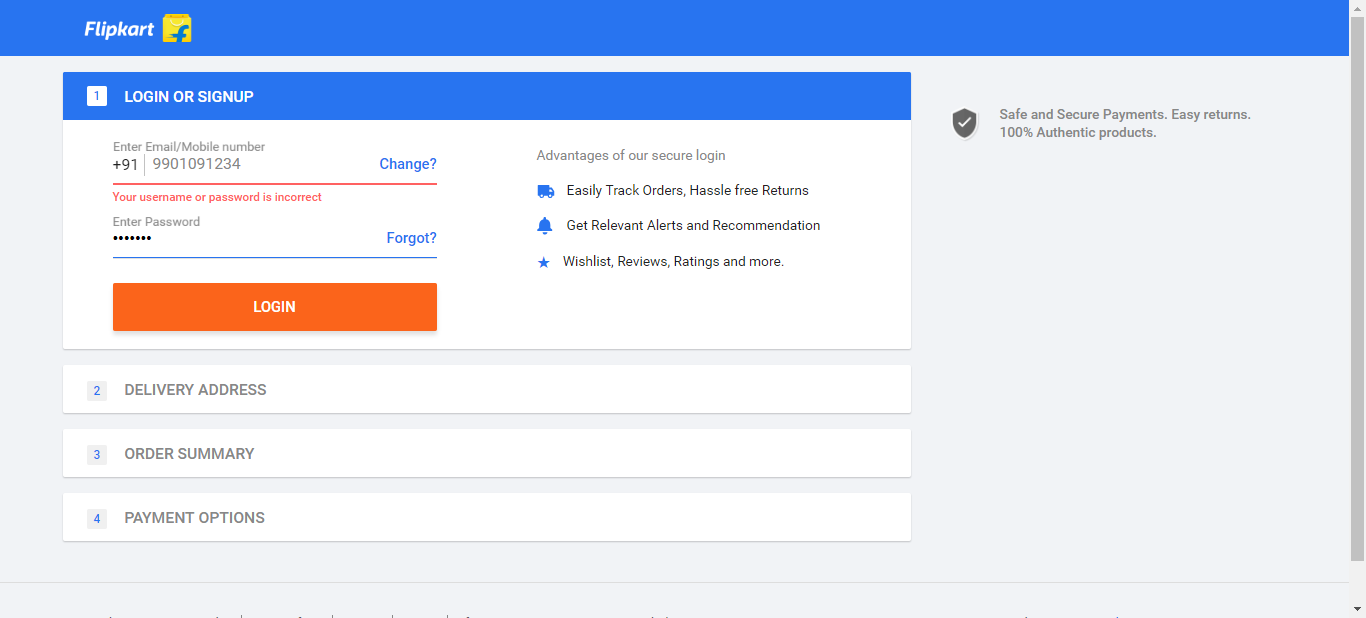 Flipkart
1 LOGIN OR SIGNUP
Enter Email/Mobile number
+91 9901091234 Change?
Your username or password is incorrect
Enter Password
••••••• Forgot?
LOGIN
Advantages of our secure login
Easily Track Orders, Hassle free Returns
Get Relevant Alerts and Recommendation
Wishlist, Reviews, Ratings and more.
2 DELIVERY ADDRESS
3 ORDER SUMMARY
4 PAYMENT OPTIONS
Safe and Secure Payments. Easy returns.
100% Authentic products.